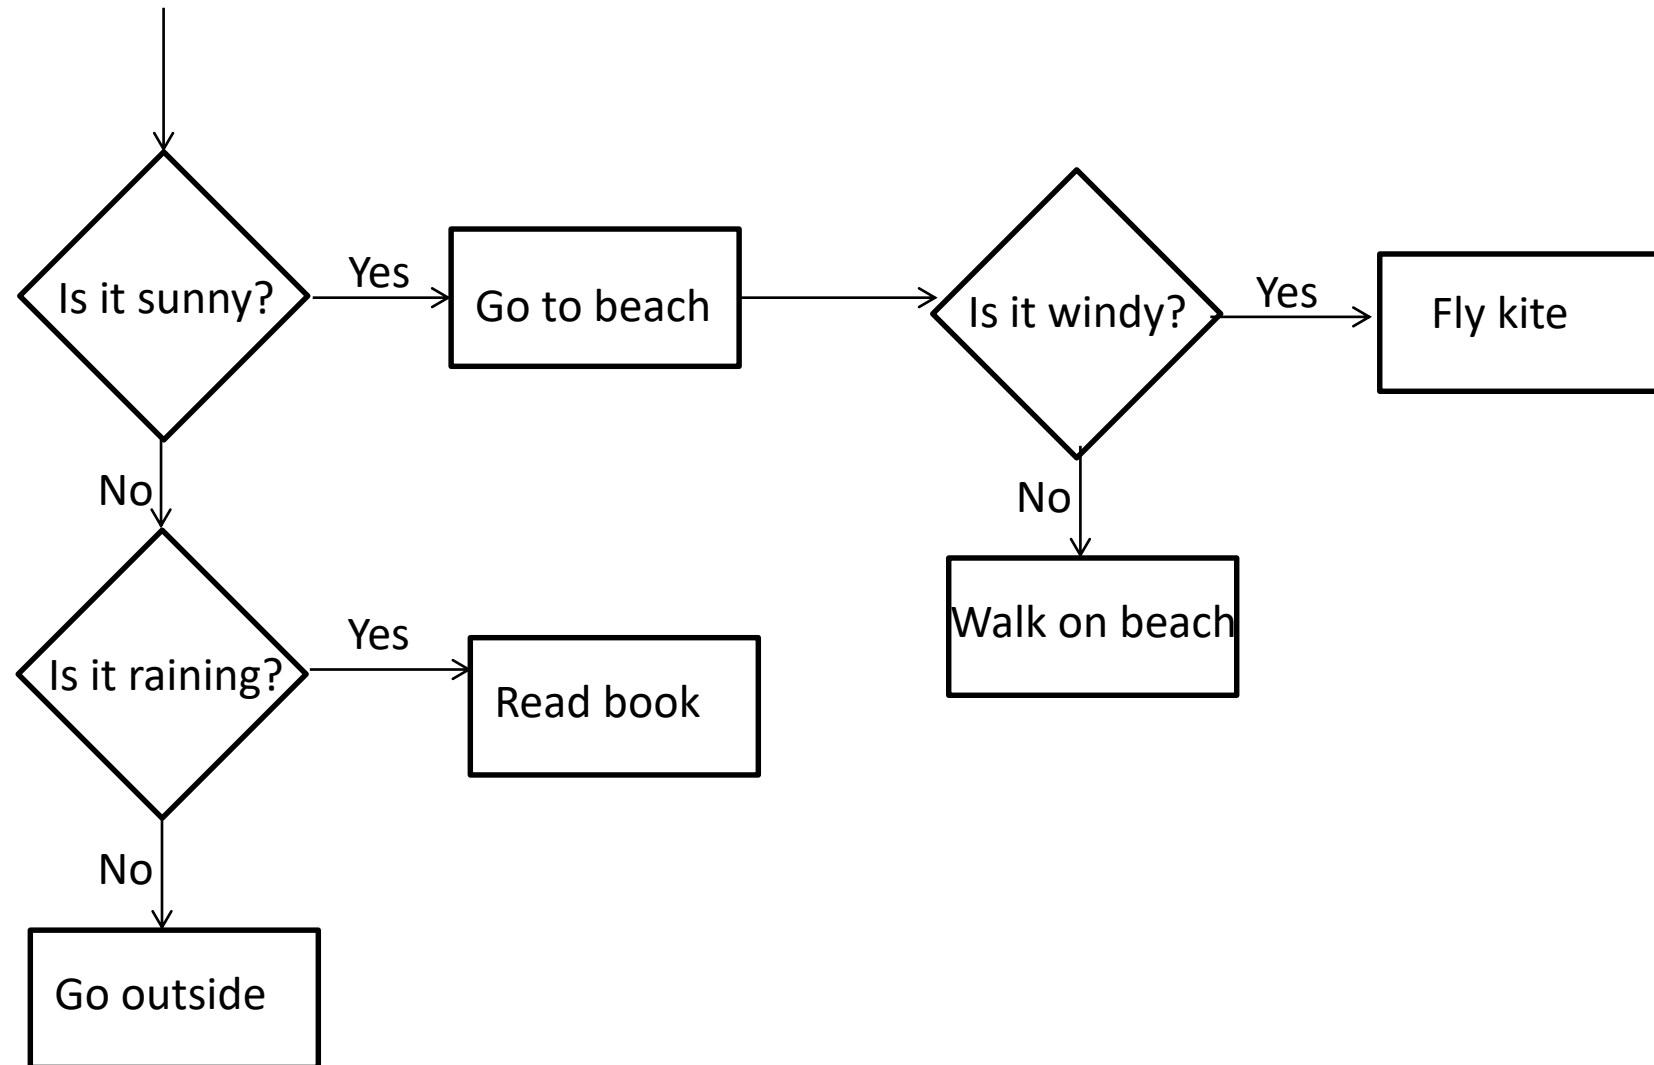 Is it sunny?
Yes
Go to beach
Is it windy?
Yes
Fly kite
No
Walk on beach
No
Is it raining?
Yes
Read book
No
Go outside